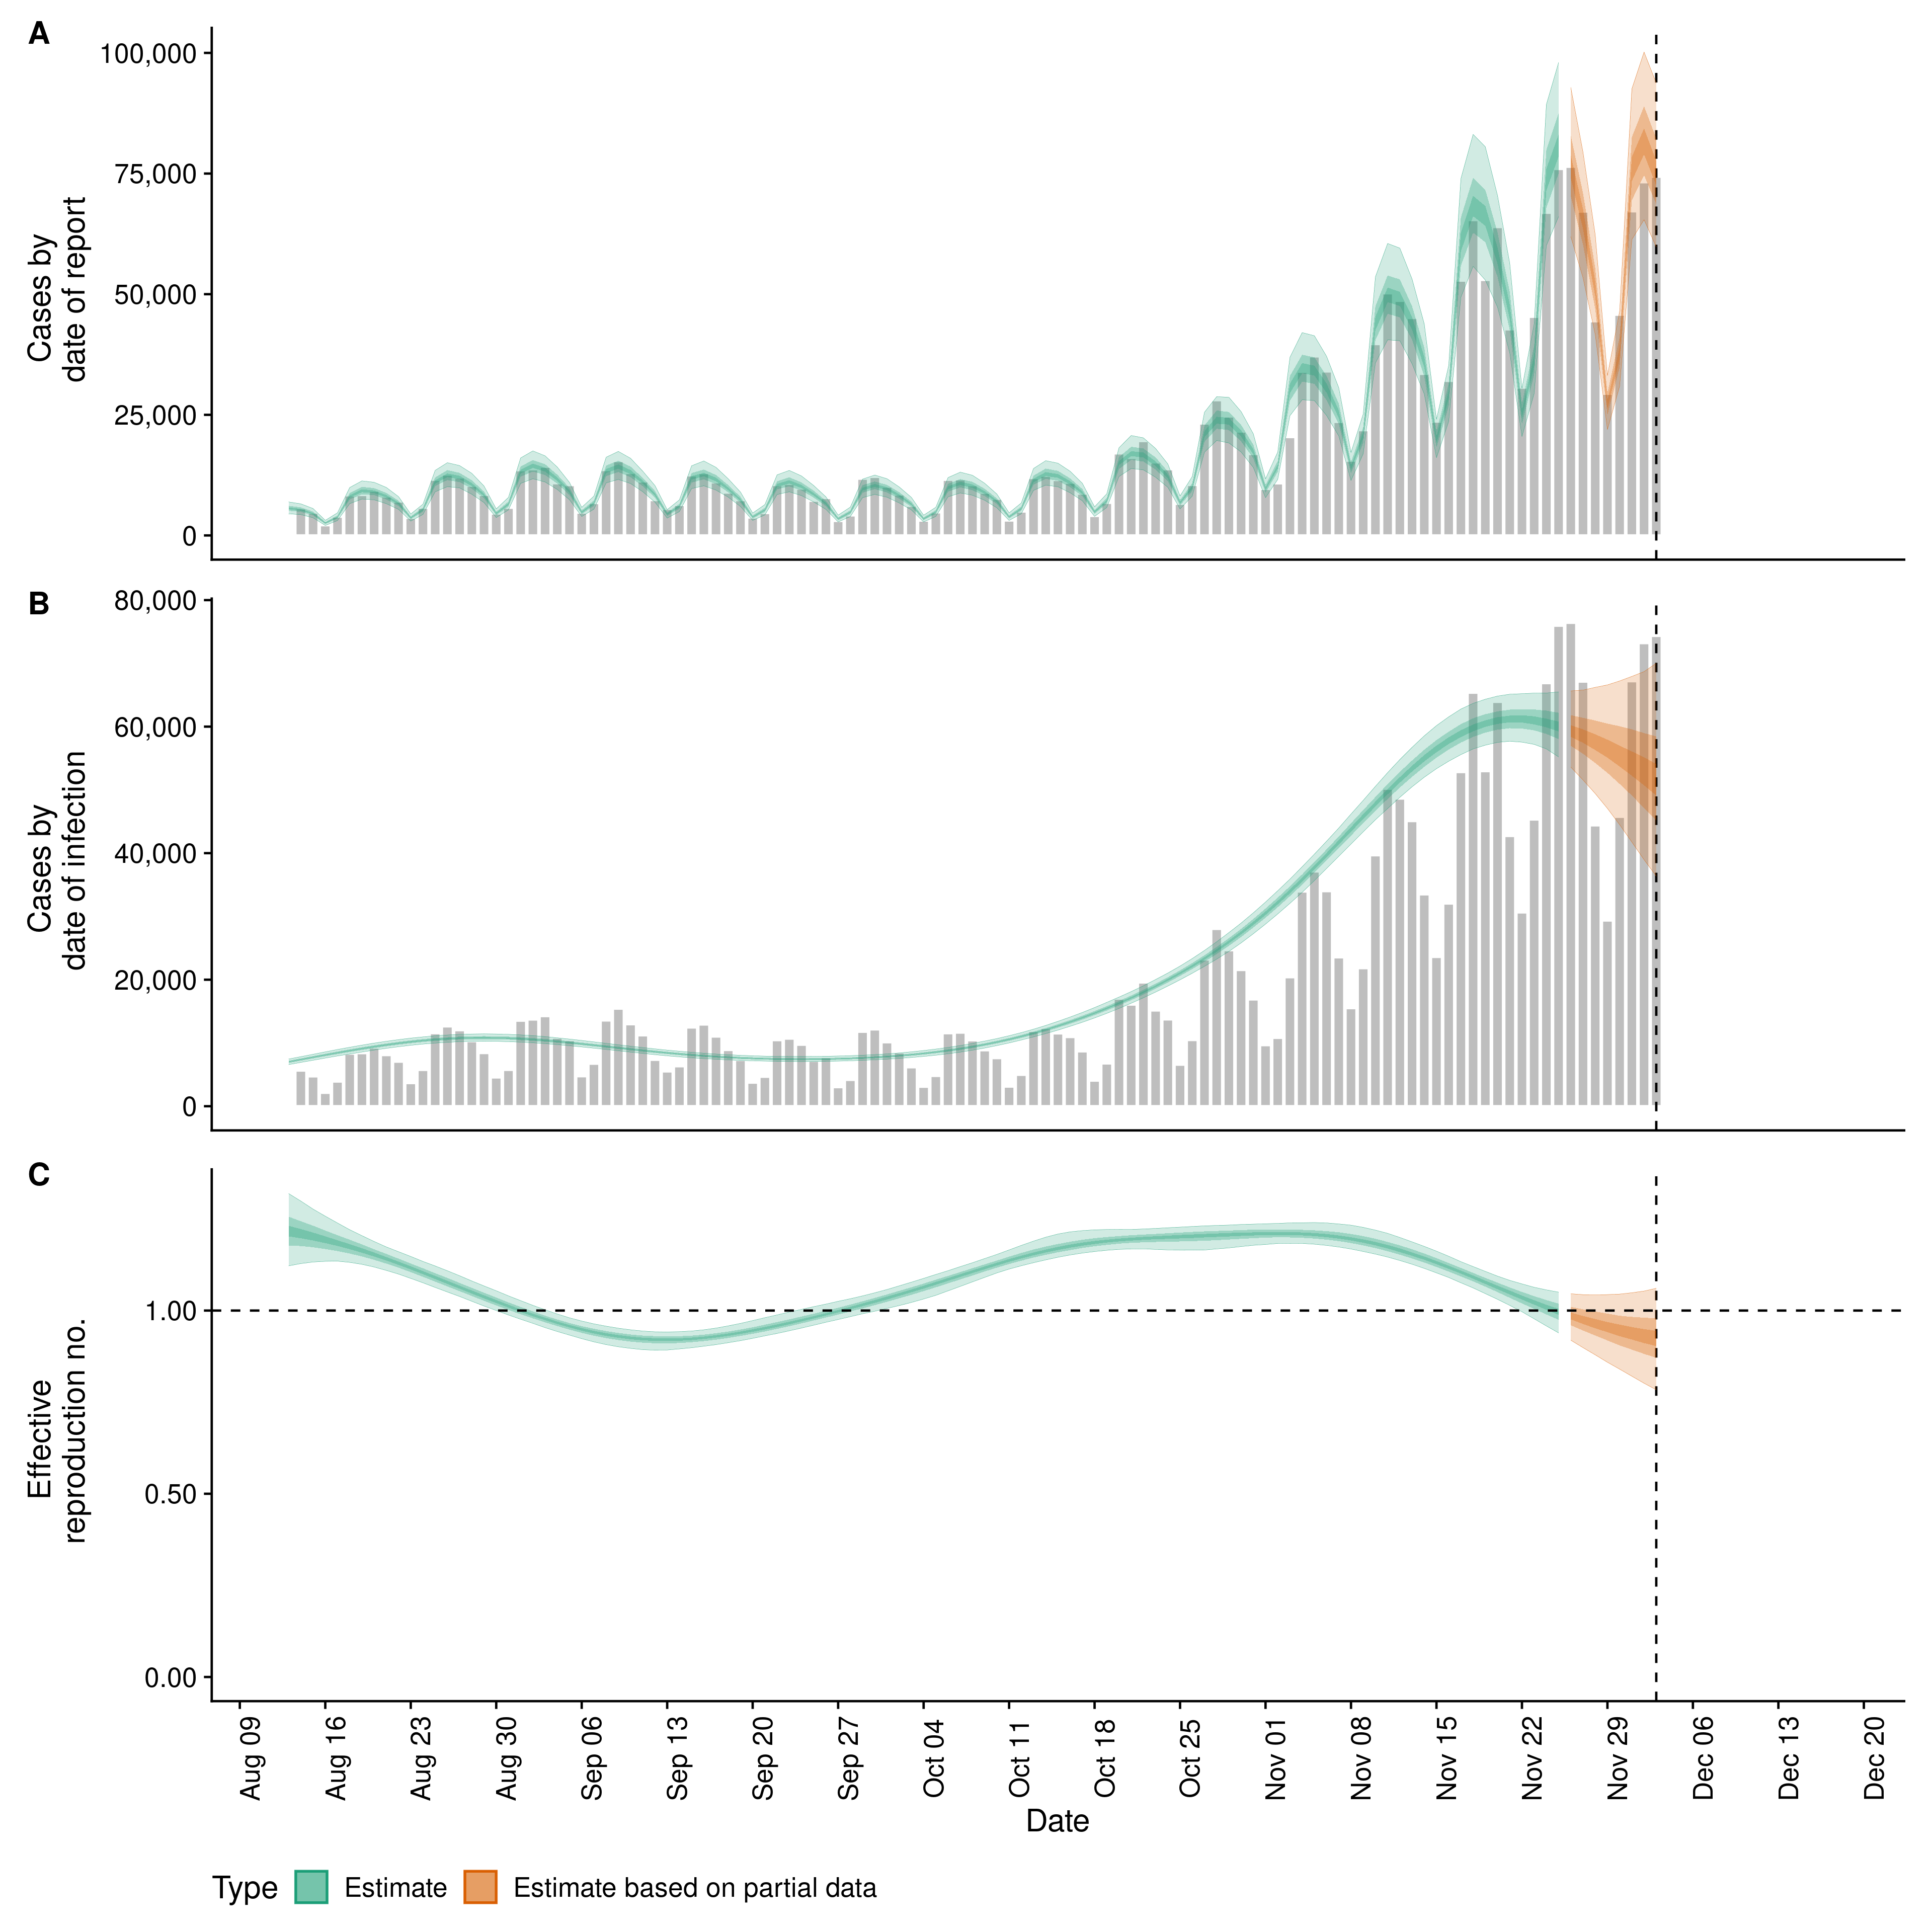 A
Cases by
date of report
100,000
75,000
50,000
25,000
0
B
Cases by
date of infection
80,000
60,000
40,000
20,000
0
C
Effective
reproduction no.
1.00
0.50
0.00
Aug 09
Aug 16
Aug 23
Aug 30
Sep 06
Sep 13
Sep 20
Sep 27
Oct 04
Oct 11
Oct 18
Oct 25
Nov 01
Nov 08
Nov 15
Nov 22
Nov 29
Dec 06
Dec 13
Dec 20
Date
Type Estimate Estimate based on partial data